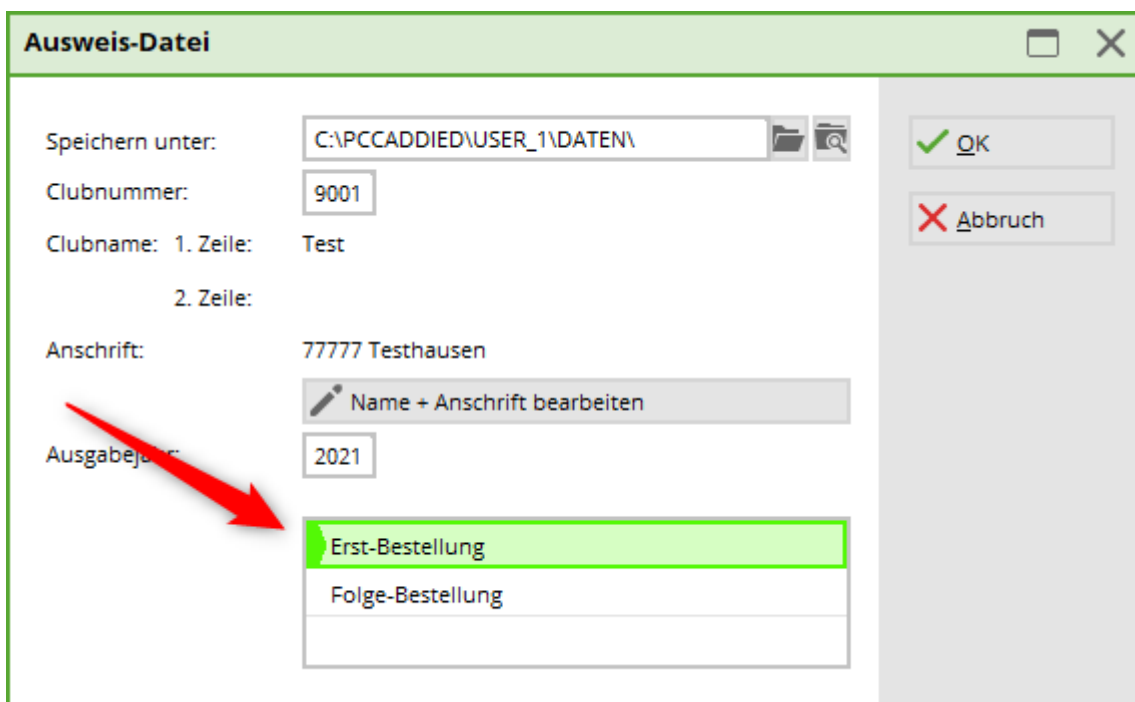 Ausweis-Datei
Speichern unter: C:\PCCADDIED\USER_1\DATEN\
OK
Clubnummer: 9001
Abbruch
Clubname: 1. Zeile: Test
2. Zeile:
Anschrift: 77777 Testhausen
Name + Anschrift bearbeiten
Ausgabejahr: 2021
Erst-Bestellung
Folge-Bestellung